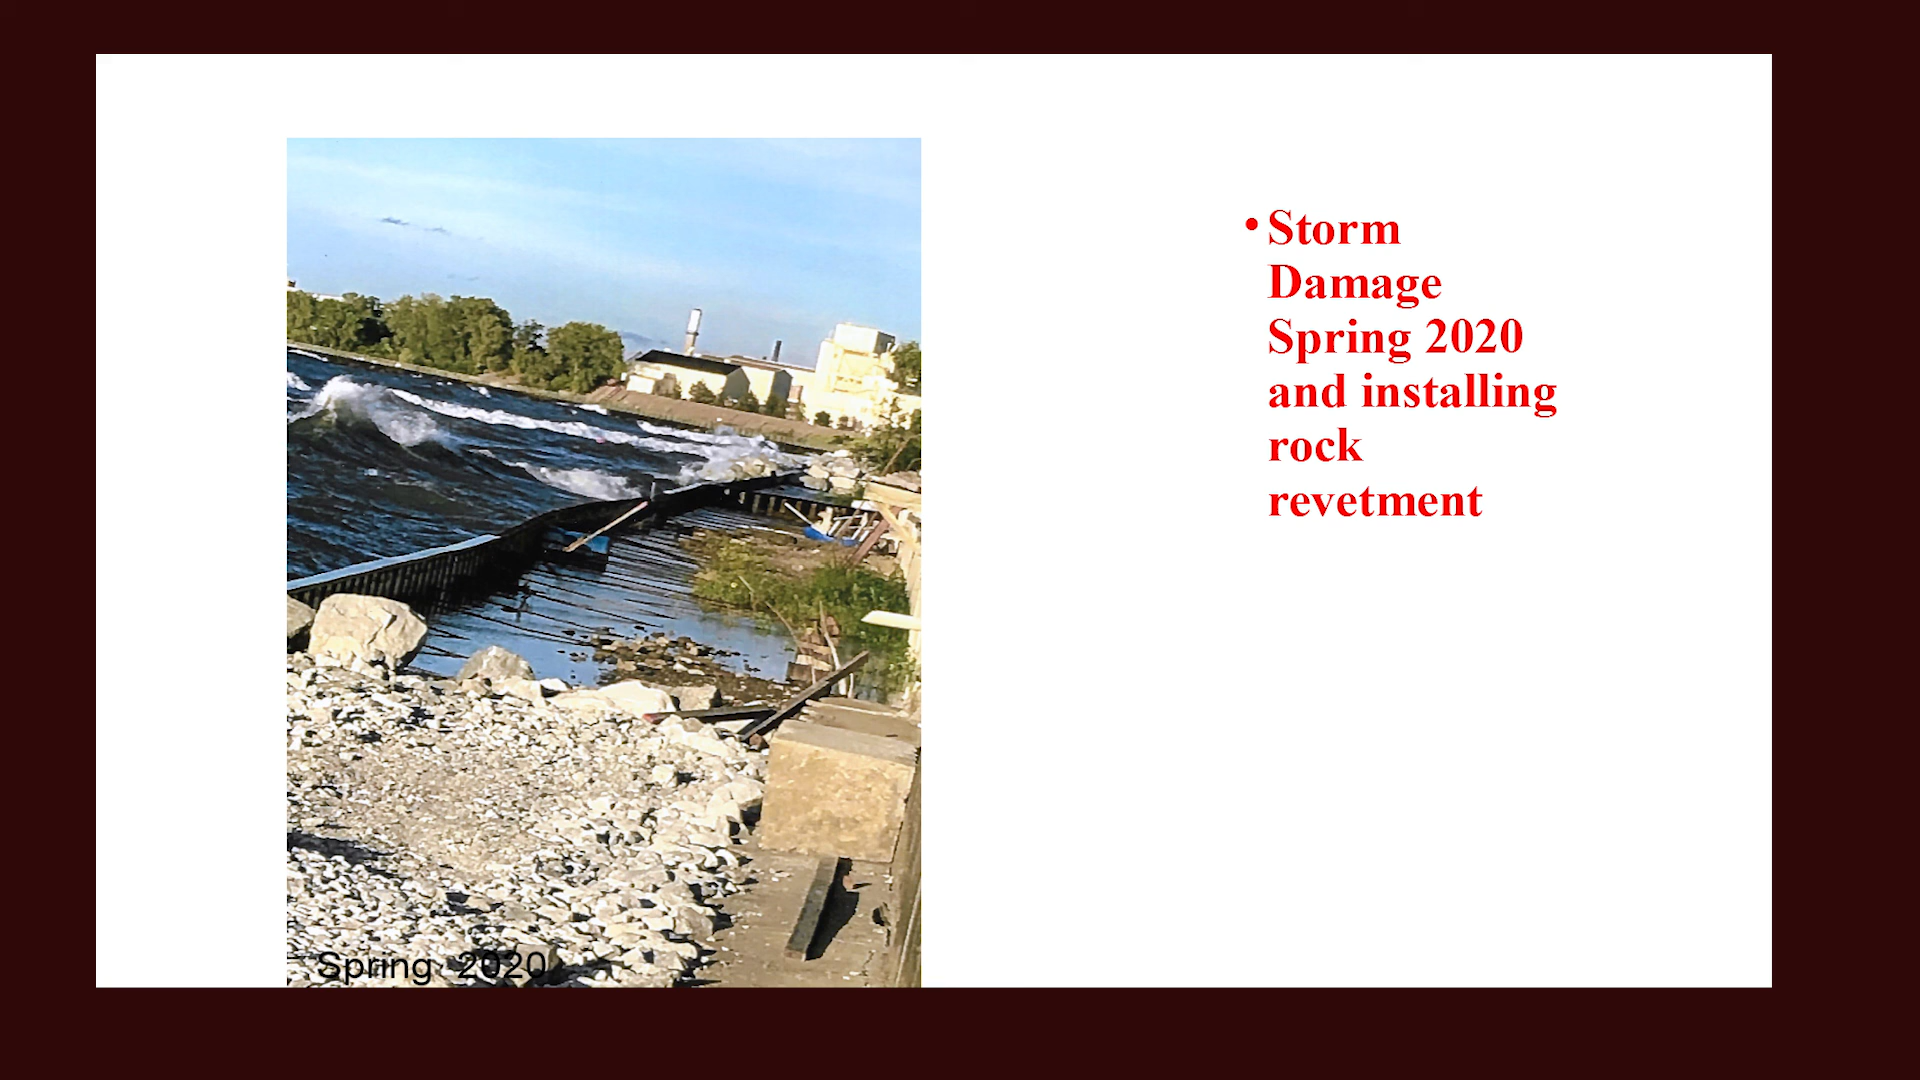 • Storm
Damage
Spring 2020
and installing
rock
revetment
Spring 2020